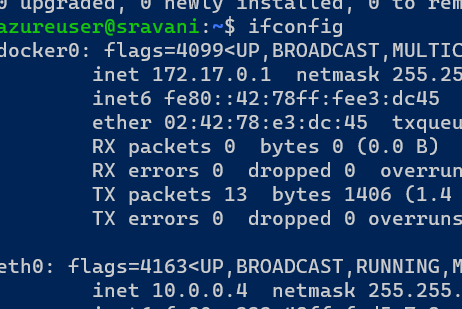 0 upgraded, 0 newly installed, 0 to rem
azureuser@sravani:~$ ifconfig
docker0: flags=4099<UP,BROADCAST,MULTIC
inet 172.17.0.1 netmask 255.25
inet6 fe80::42:78ff:fee3:dc45
ether 02:42:78:e3:dc:45 txqueu
RX packets 0 bytes 0 (0.0 B)
RX errors 0 dropped 0 overrun
TX packets 13 bytes 1406 (1.4
TX errors 0 dropped 0 overruns
eth0: flags=4163<UP,BROADCAST,RUNNING,M
inet 10.0.0.4 netmask 255.255.